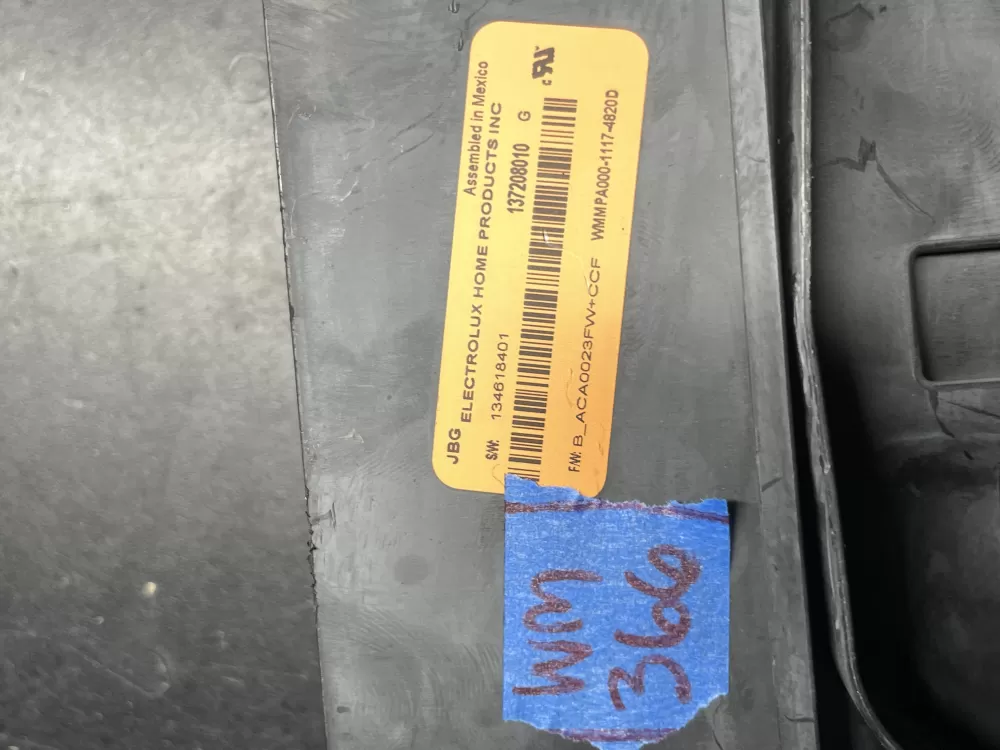 Assembled in Mexico
JBG ELECTROLUX HOME PRODUCTS INC
S/W: 134618401 137208010 G
F/W: B_ACA0023FW+CCF WMMPA000-1117-4820D
WM
366